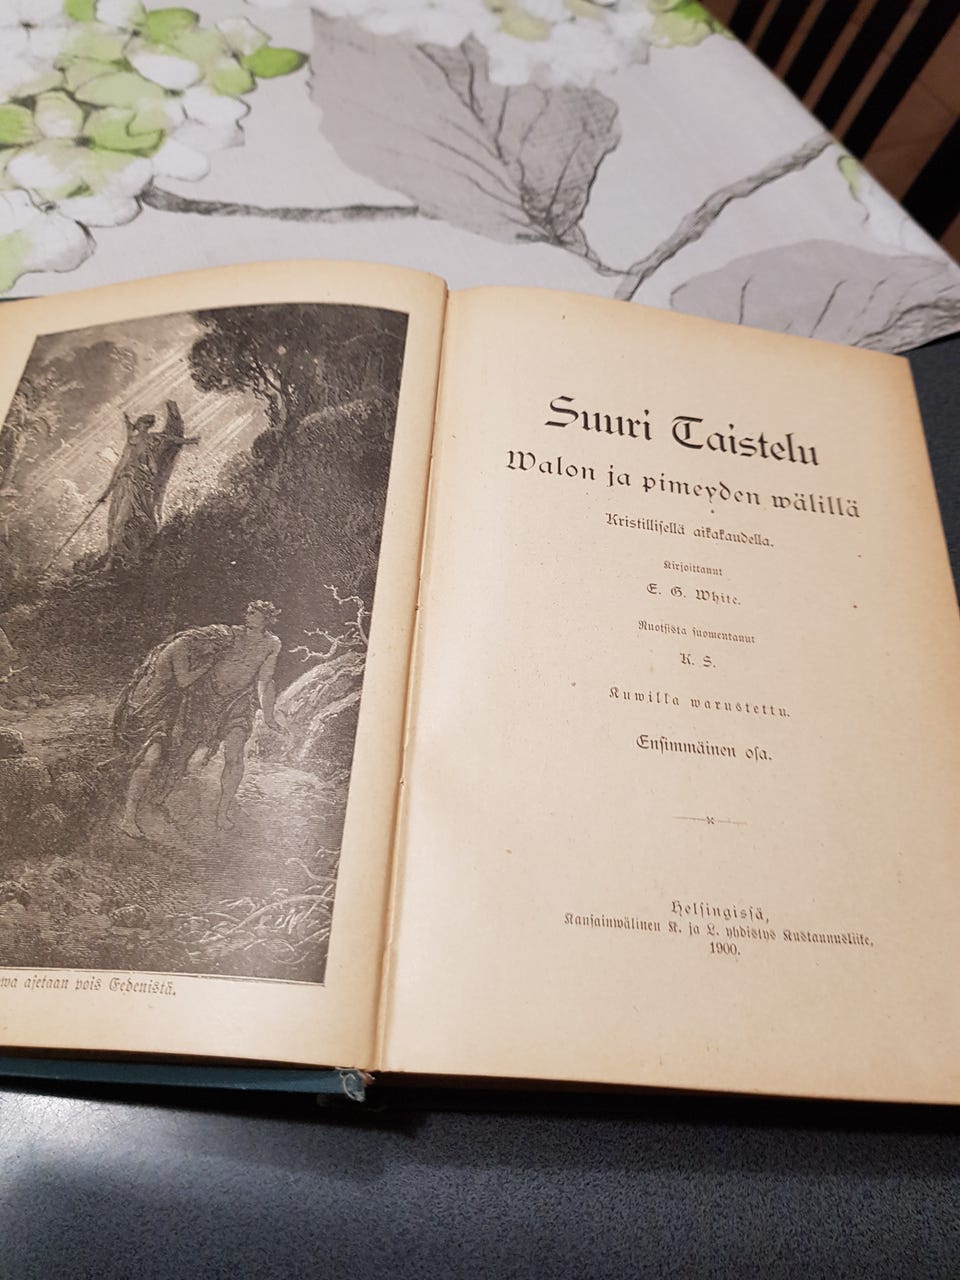 ajetaan pois Eedenistä.
Suuri Taistelu
Walon ja pimeyden wälillä
Kristillisellä aikakaudella.
Kirjoittanut
E. G. White.
Ruotsista suomentanut
K. S.
Kuwilla warustettu.
Ensimmäinen osa.
Helsingissä,
Kansainwälinen K. ja L. yhdistys Kustannusliike,
1900.